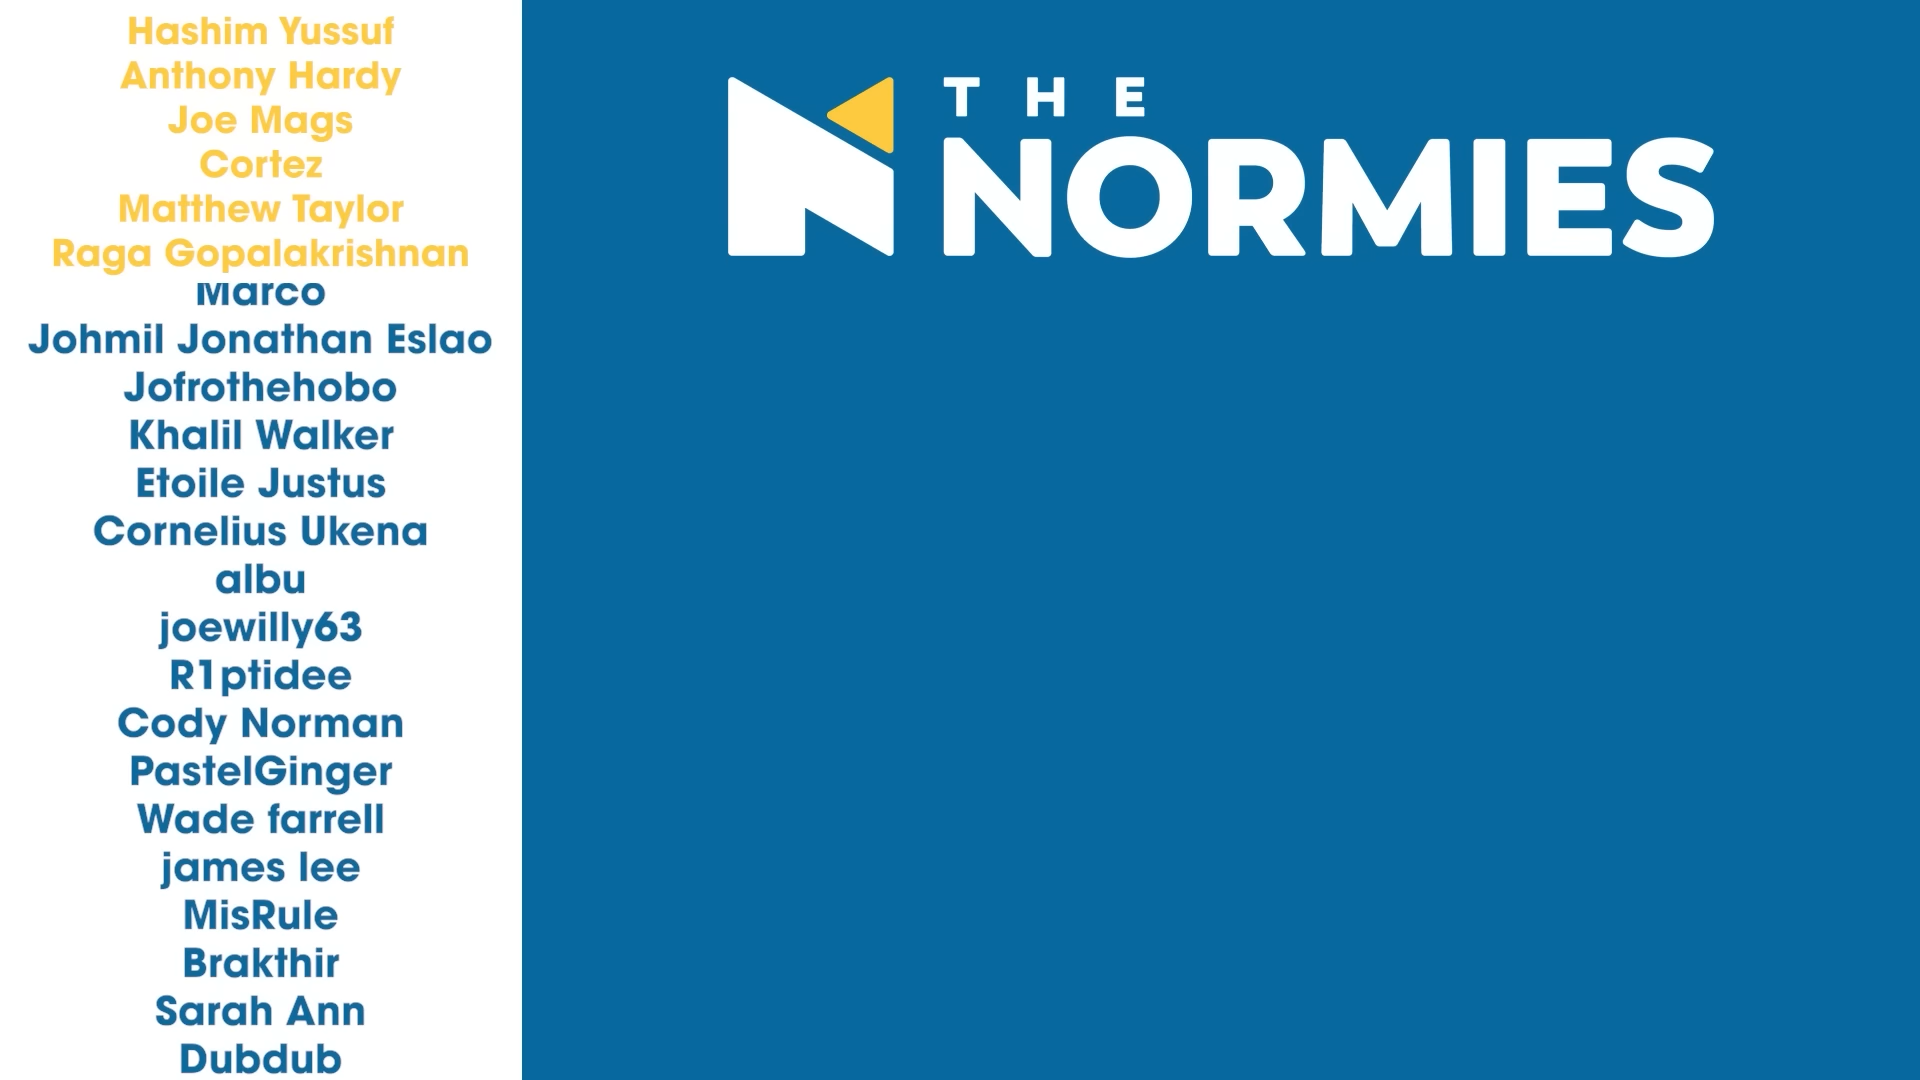 Hashim Yussuf
Anthony Hardy
Joe Mags
Cortez
Matthew Taylor
Raga Gopalakrishnan
Marco
Johmil Jonathan Eslao
Jofrothehobo
Khalil Walker
Etoile Justus
Cornelius Ukena
albu
joewilly63
R1ptidee
Cody Norman
PastelGinger
Wade farrell
james lee
MisRule
Brakthir
Sarah Ann
Dubdub
THE
NORMIES